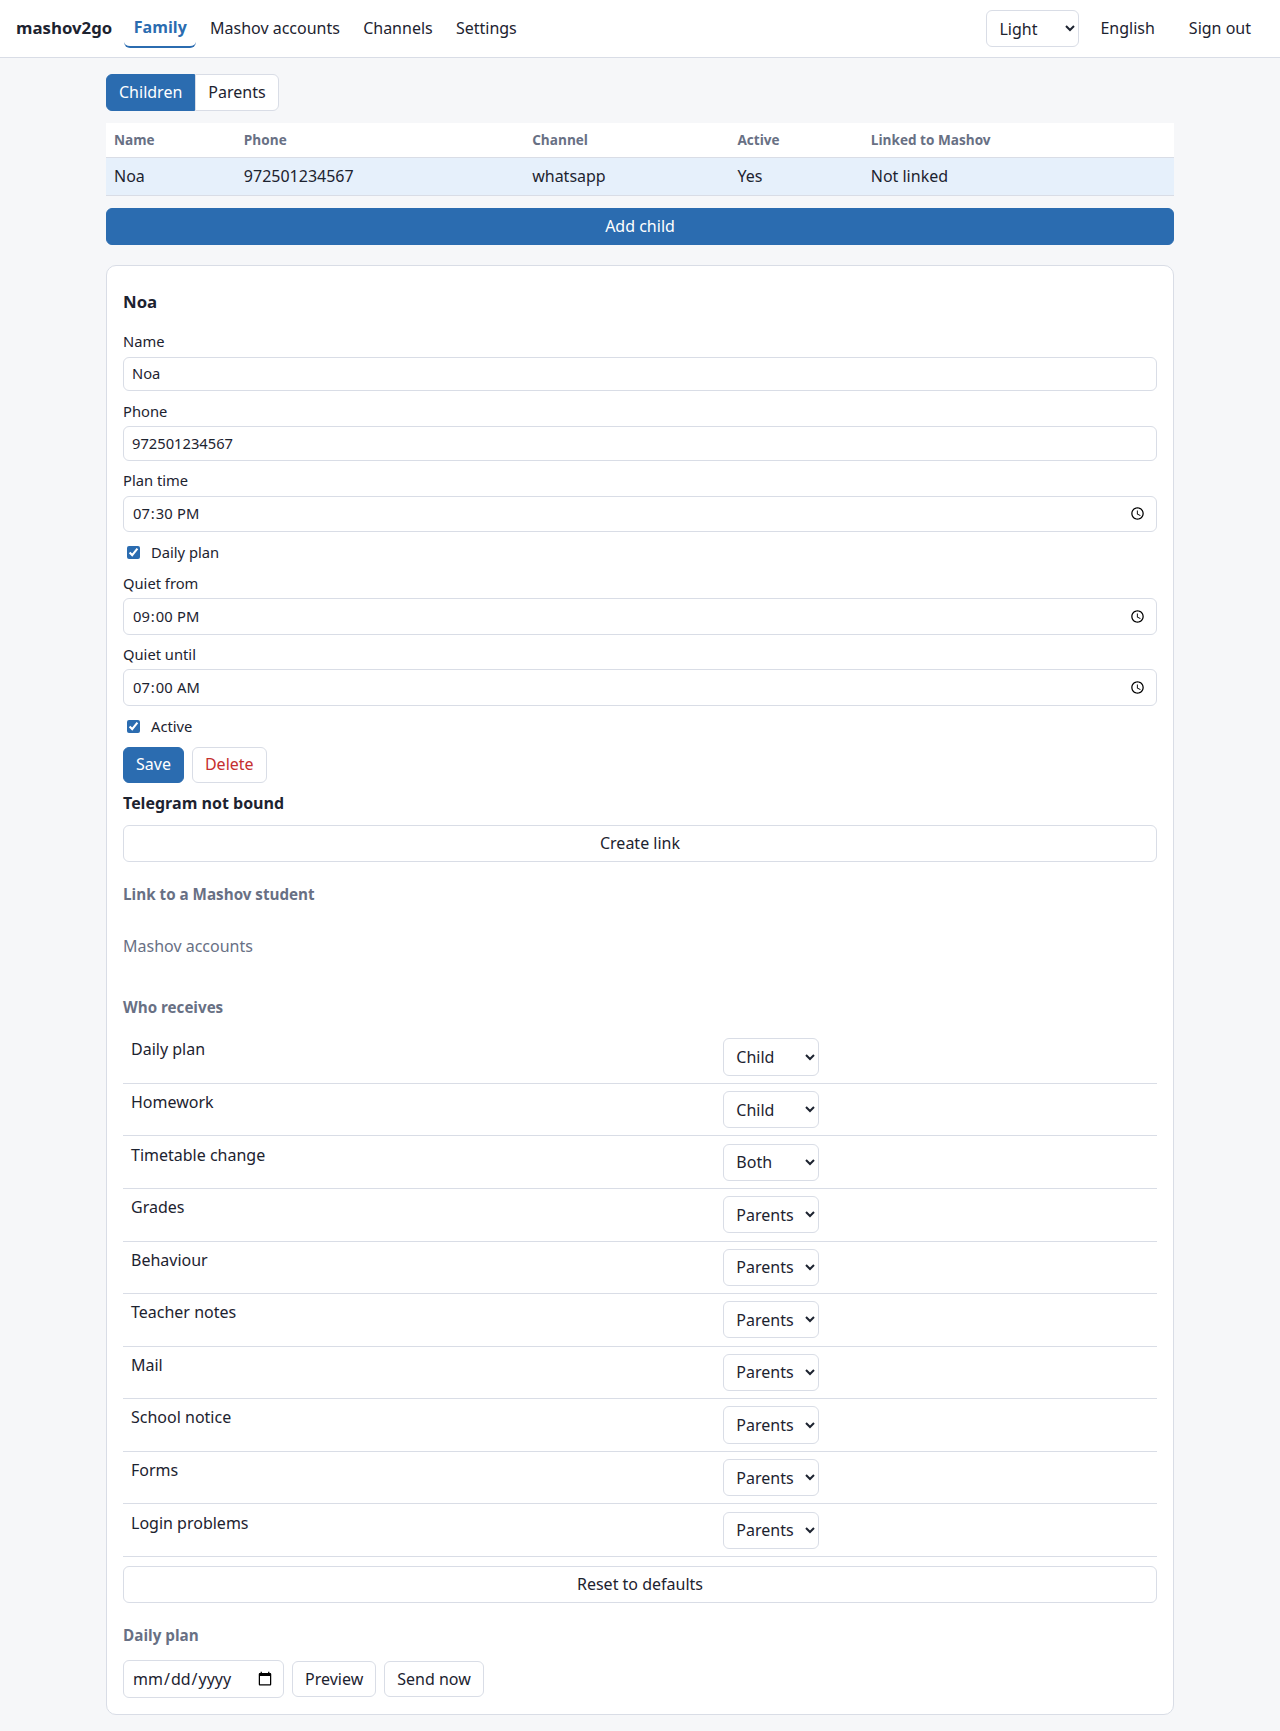 mashov2go Family Mashov accounts Channels Settings Light English Sign out
Children Parents
Name Phone Channel Active Linked to Mashov
Noa 972501234567 whatsapp Yes Not linked
Add child
Noa
Name
Noa
Phone
972501234567
Plan time
07:30 PM
Daily plan
Quiet from
09:00 PM
Quiet until
07:00 AM
Active
Save Delete
Telegram not bound
Create link
Link to a Mashov student
Mashov accounts
Who receives
Daily plan Child
Homework Child
Timetable change Both
Grades Parents
Behaviour Parents
Teacher notes Parents
Mail Parents
School notice Parents
Forms Parents
Login problems Parents
Reset to defaults
Daily plan
mm/dd/yyyy Preview Send now